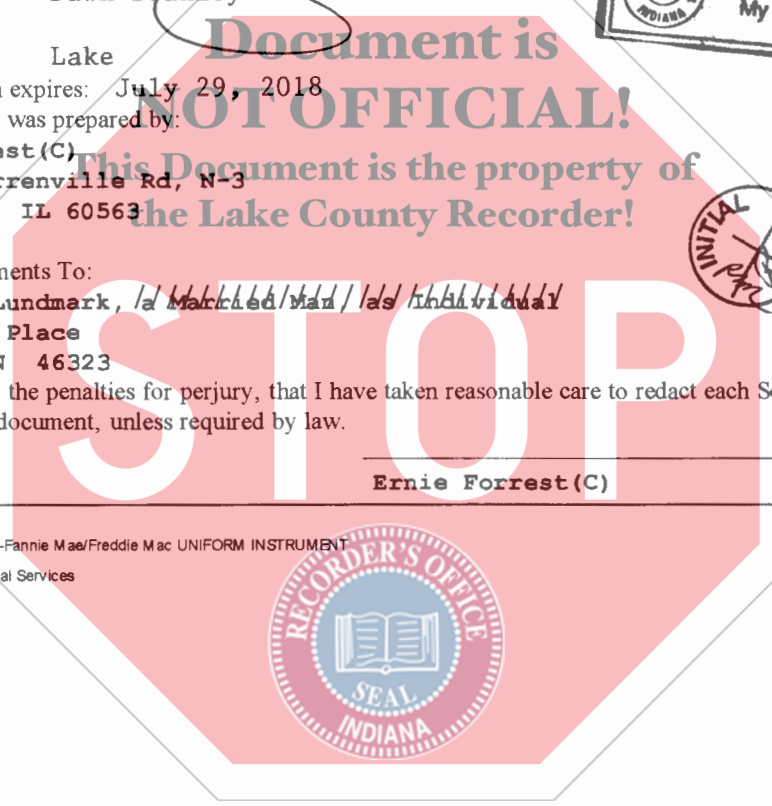 INDIANA
My
Document is
Lake
expires: July 29, 2018
NOT OFFICIAL!
was prepared by:
st(C)
This Document is the property of
rrenville Rd, N-3
IL 60563
the Lake County Recorder!
INITIAL
ments To:
Lundmark, a Married Man, as Individual
Place
46323
the penalties for perjury, that I have taken reasonable care to redact each S
document, unless required by law.
STOP
Ernie Forrest(C)
-Fannie Mae/Freddie Mac UNIFORM INSTRUMENT
al Services
RECORDER'S OFFICE
SEAL
INDIANA